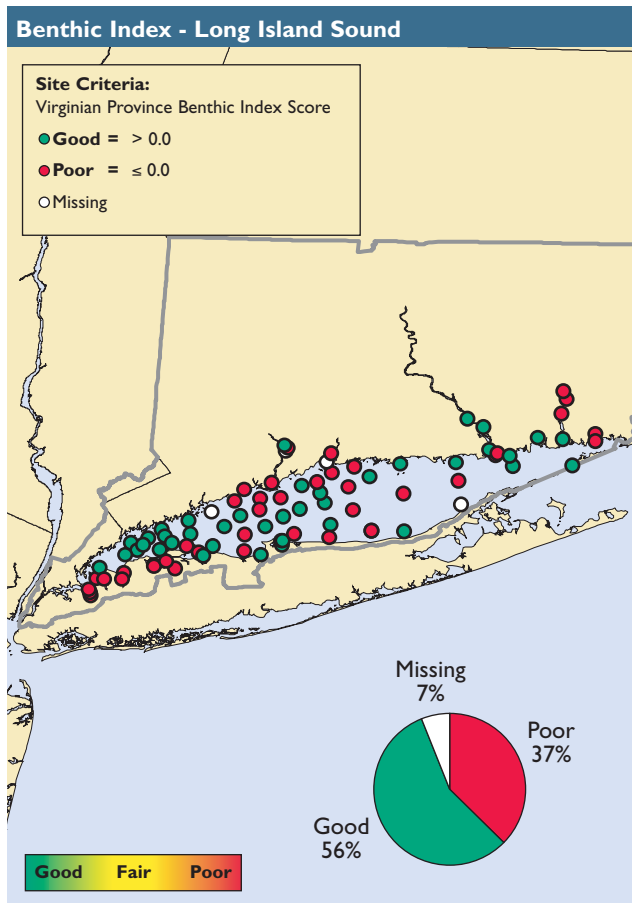 Benthic Index - Long Island Sound
Site Criteria:
Virginian Province Benthic Index Score
Good = > 0.0
Poor = ≤ 0.0
Missing
Missing
7%
Poor
37%
Good
56%
Good Fair Poor